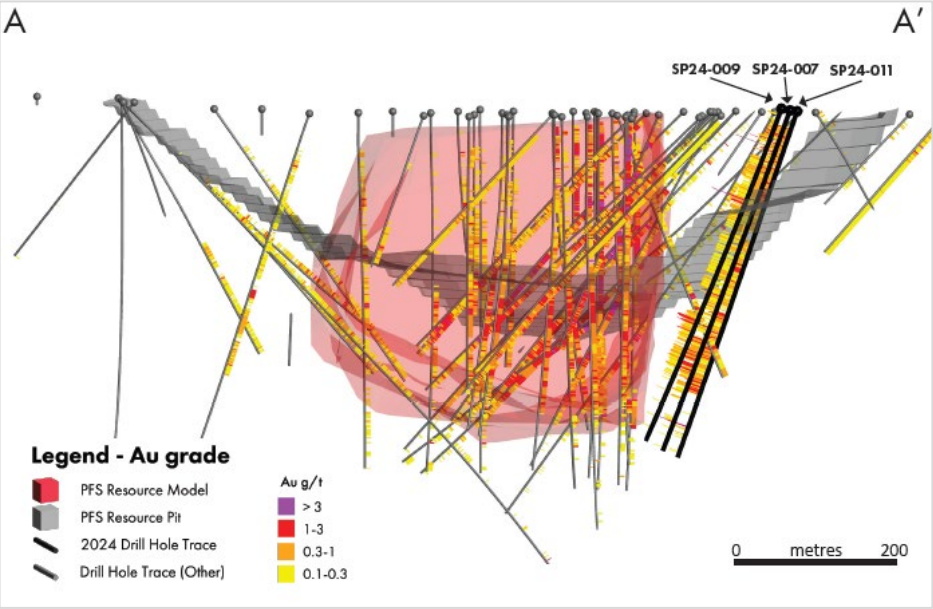 A A′
SP24-009 SP24-007 SP24-011
Legend - Au grade
PFS Resource Model
PFS Resource Pit
2024 Drill Hole Trace
Drill Hole Trace (Other)
Au g/t
> 3
1-3
0.3-1
0.1-0.3
0 metres 200